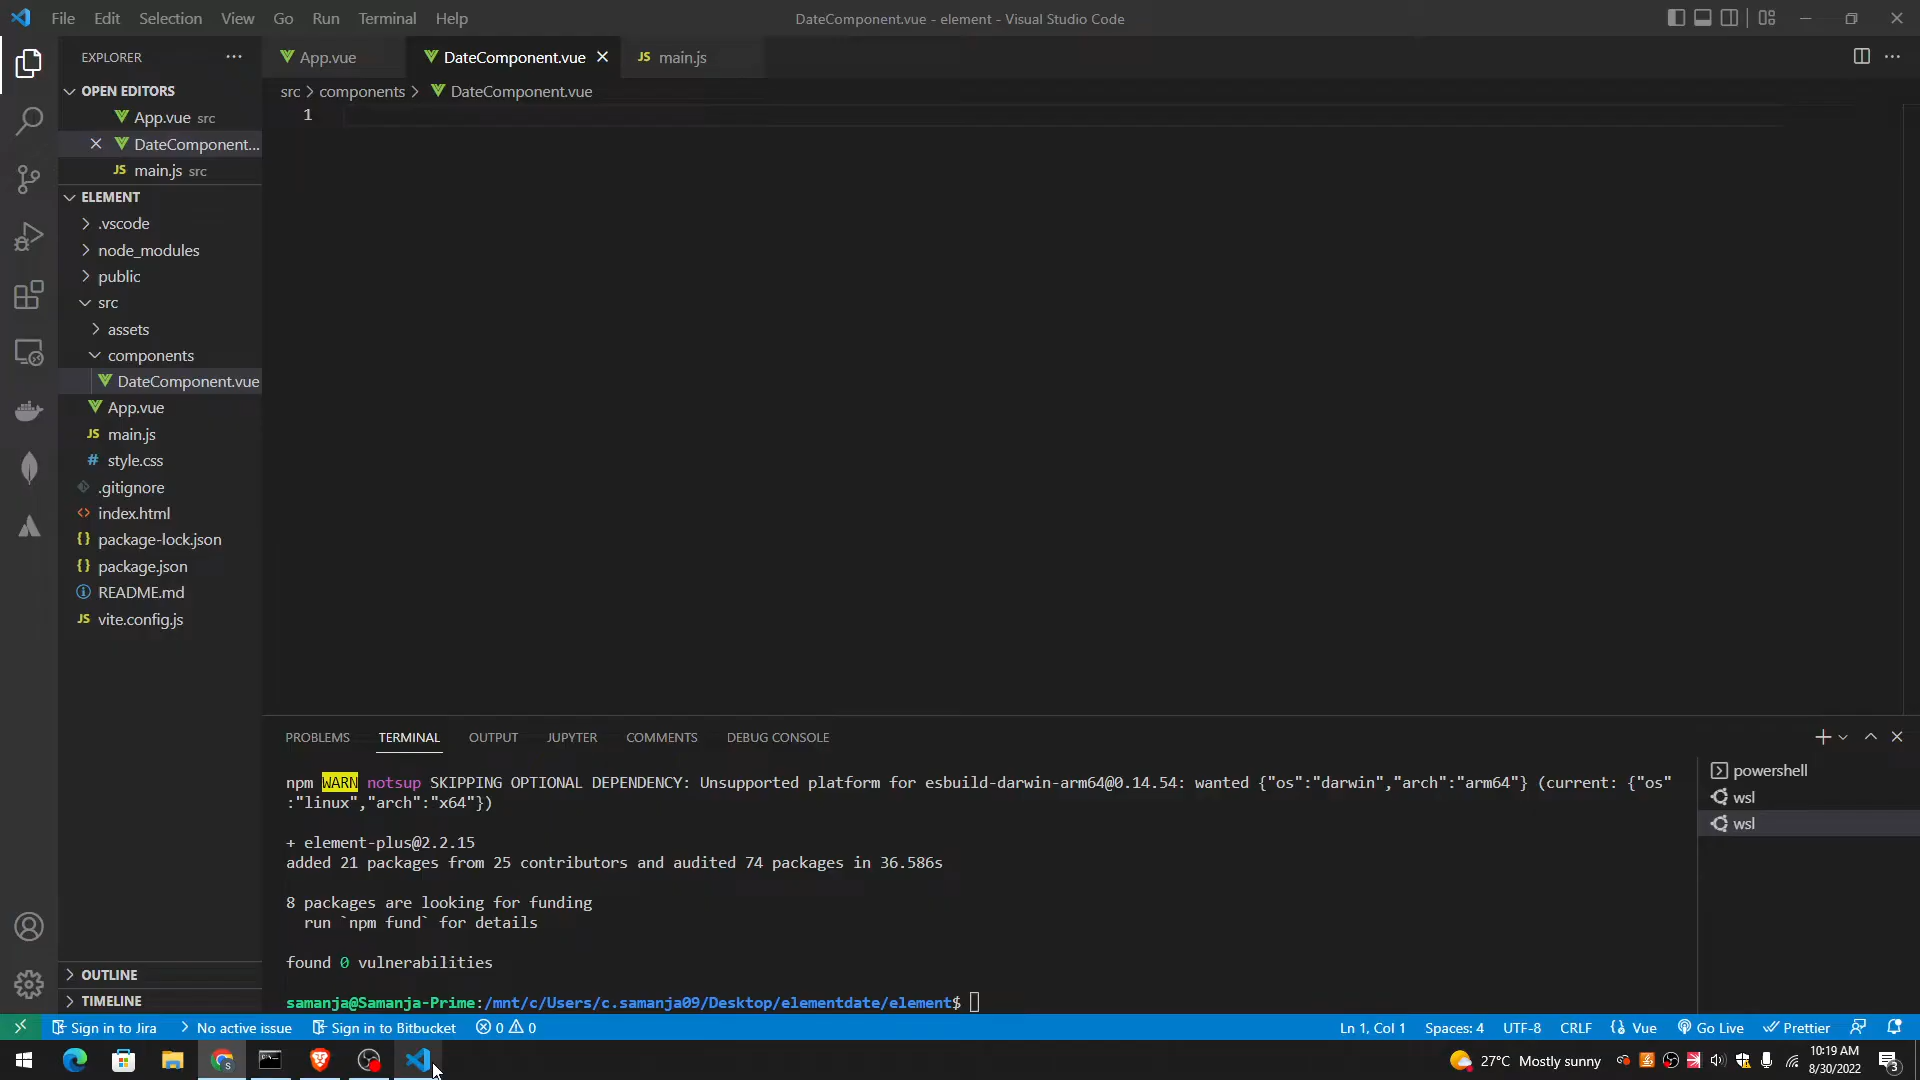 File Edit Selection View Go Run Terminal Help
DateComponent.vue - element - Visual Studio Code
EXPLORER
OPEN EDITORS
App.vue src
DateComponent...
JS main.js src
ELEMENT
.vscode
node_modules
public
src
assets
components
DateComponent.vue
App.vue
JS main.js
# style.css
.gitignore
<> index.html
{} package-lock.json
{} package.json
README.md
JS vite.config.js
OUTLINE
TIMELINE
App.vue DateComponent.vue JS main.js
src > components > DateComponent.vue
1
PROBLEMS TERMINAL OUTPUT JUPYTER COMMENTS DEBUG CONSOLE
npm WARN notsup SKIPPING OPTIONAL DEPENDENCY: Unsupported platform for esbuild-darwin-arm64@0.14.54: wanted {"os":"darwin","arch":"arm64"} (current: {"os"
:"linux","arch":"x64"})
+ element-plus@2.2.15
added 21 packages from 25 contributors and audited 74 packages in 36.586s
8 packages are looking for funding
run `npm fund` for details
found 0 vulnerabilities
samanja@Samanja-Prime:/mnt/c/Users/c.samanja09/Desktop/elementdate/element$
powershell
wsl
wsl
Sign in to Jira No active issue Sign in to Bitbucket 0 0
Ln 1, Col 1 Spaces: 4 UTF-8 CRLF {} Vue Go Live Prettier
27°C Mostly sunny
10:19 AM
8/30/2022
3